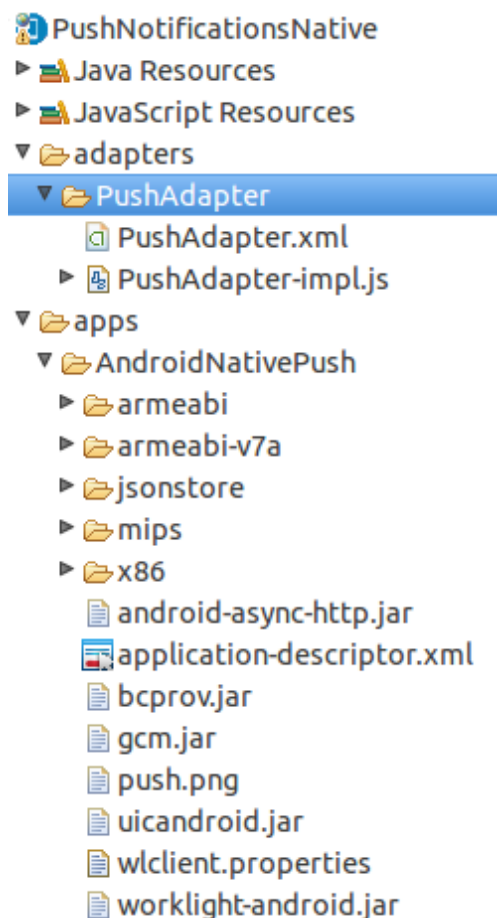 PushNotificationsNative
Java Resources
JavaScript Resources
adapters
PushAdapter
PushAdapter.xml
PushAdapter-impl.js
apps
AndroidNativePush
armeabi
armeabi-v7a
jsonstore
mips
x86
android-async-http.jar
application-descriptor.xml
bcprov.jar
gcm.jar
push.png
uicandroid.jar
wlclient.properties
worklight-android.jar